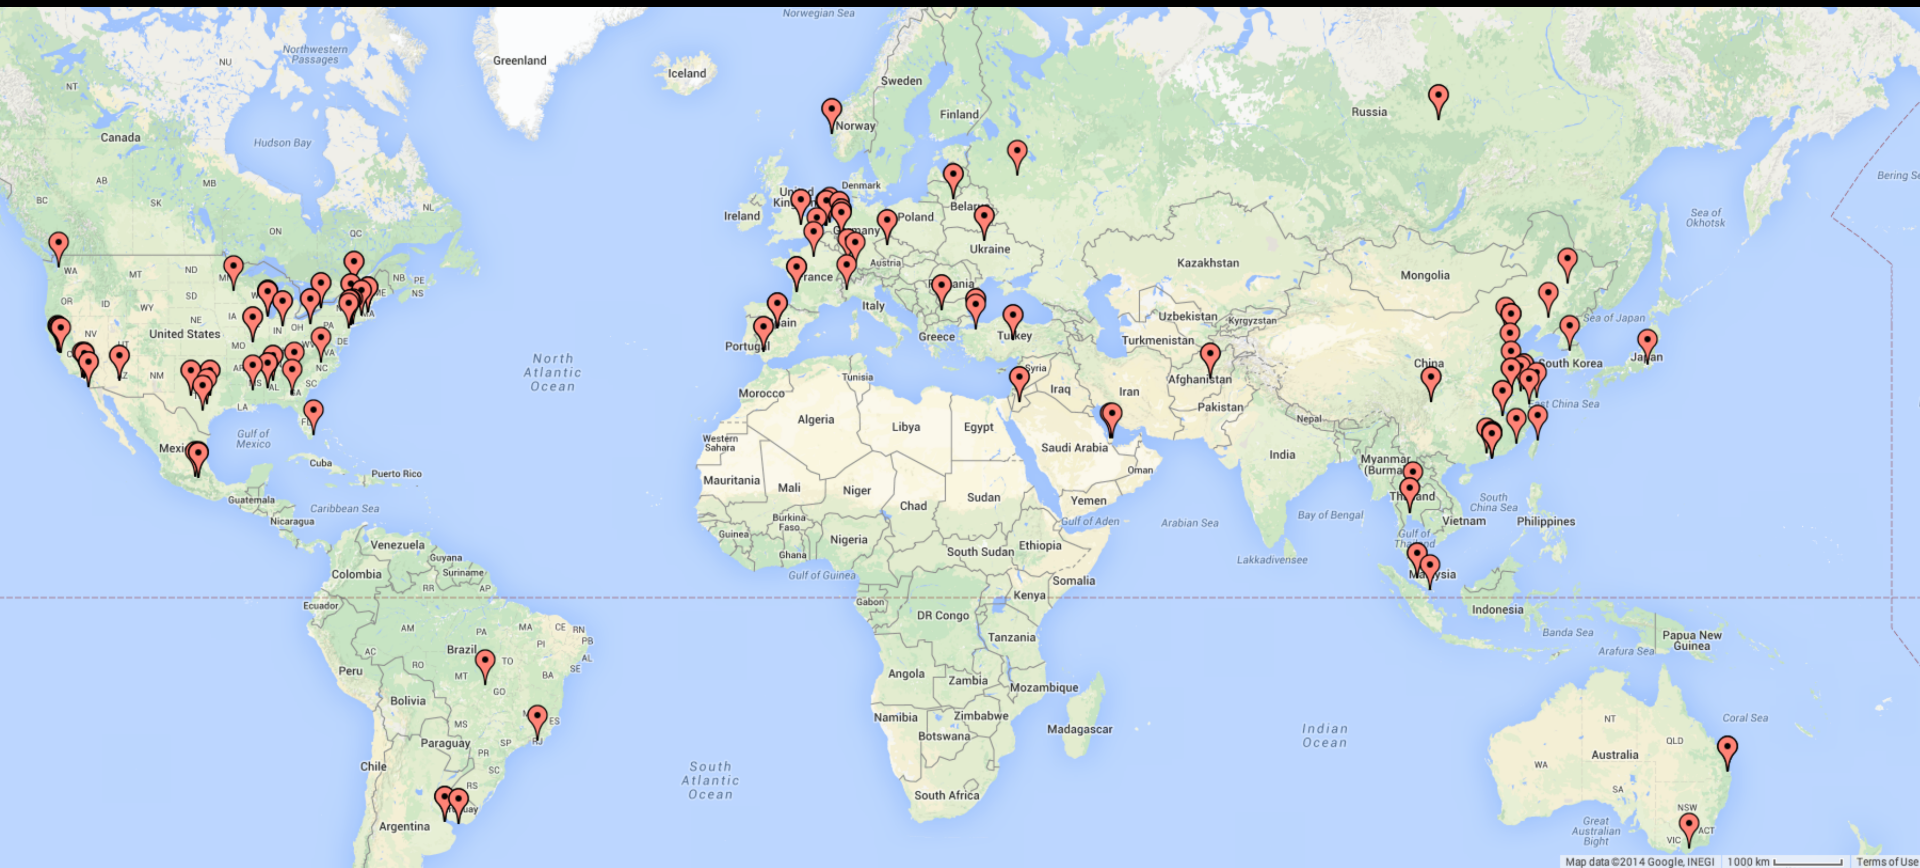 Norwegian Sea
Greenland
Iceland
Northwestern
Passages
NU
NT
Sweden
Finland
Norway
Russia
Canada
Hudson Bay
AB
MB
BC
SK
NL
ON
QC
Denmark
United
Ireland
Poland
Ukraine
Austria
Bering Se
Sea of
Okhotsk
WA
MT
ND
NB
PE
NS
OR
ID
WY
SD
NE
IA
NV
UT
United States
IN
OH
PA
DE
MO
VA
NC
SC
NM
AL
LA
Kazakhstan
Mongolia
Italy
Greece
Turkey
Portugal
Uzbekistan
Kyrgyzstan
Turkmenistan
Sea of Japan
South Korea
Japan
China
East China Sea
North
Atlantic
Ocean
Gulf of
Mexico
Cuba
Puerto Rico
Guatemala
Caribbean Sea
Nicaragua
Tunisia
Morocco
Algeria
Libya
Egypt
Western
Sahara
Mauritania
Mali
Niger
Chad
Sudan
Syria
Iraq
Iran
Afghanistan
Pakistan
Nepal
Saudi Arabia
Oman
Yemen
India
Myanmar
(Burma)
Thailand
Vietnam
South
China Sea
Philippines
Gulf of
Thailand
Malaysia
Indonesia
Gulf of Aden
Arabian Sea
Bay of Bengal
Lakkadivensee
Burkina
Faso
Guinea
Ghana
Nigeria
South Sudan
Ethiopia
Gulf of Guinea
Somalia
Gabon
Kenya
DR Congo
Tanzania
Angola
Zambia
Mozambique
Namibia
Zimbabwe
Botswana
Madagascar
South Africa
Venezuela
Guyana
Colombia
Suriname
RR
AP
Ecuador
AM
PA
MA
CE
RN
PB
PI
AL
SE
AC
RO
TO
BA
MT
GO
Brazil
Peru
Bolivia
MS
ES
SP
RJ
PR
SC
RS
Paraguay
Chile
Argentina
South
Atlantic
Ocean
Indian
Ocean
Banda Sea
Arafura Sea
Papua New
Guinea
Coral Sea
NT
QLD
Australia
WA
SA
NSW
ACT
VIC
Great
Australian
Bight
Map data ©2014 Google, INEGI
1000 km
Terms of Use